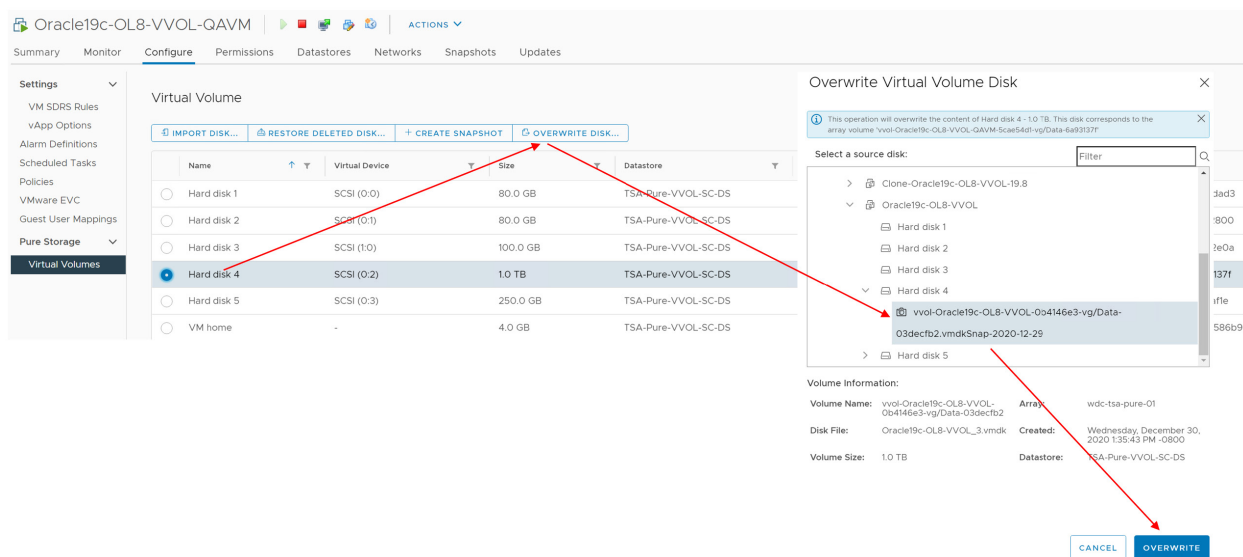 Oracle19c-OL8-VVOL-QAVM
ACTIONS
Summary Monitor Configure Permissions Datastores Networks Snapshots Updates
Settings
VM SDRS Rules
vApp Options
Alarm Definitions
Scheduled Tasks
Policies
VMware EVC
Guest User Mappings
Pure Storage
Virtual Volumes
Virtual Volume
IMPORT DISK... RESTORE DELETED DISK... + CREATE SNAPSHOT OVERWRITE DISK...
Name Virtual Device Size Datastore
Hard disk 1 SCSI (0:0) 80.0 GB TSA-Pure-VVOL-SC-DS
Hard disk 2 SCSI (0:1) 80.0 GB TSA-Pure-VVOL-SC-DS
Hard disk 3 SCSI (1:0) 100.0 GB TSA-Pure-VVOL-SC-DS
Hard disk 4 SCSI (0:2) 1.0 TB TSA-Pure-VVOL-SC-DS
Hard disk 5 SCSI (0:3) 250.0 GB TSA-Pure-VVOL-SC-DS
VM home - 4.0 GB TSA-Pure-VVOL-SC-DS
Overwrite Virtual Volume Disk
This operation will overwrite the content of Hard disk 4 - 1.0 TB. This disk corresponds to the
array volume 'vvol-Oracle19c-OL8-VVOL-QAVM-5cae54d1-vg/Data-6a93137f'
Select a source disk:
Filter
Clone-Oracle19c-OL8-VVOL-19.8
Oracle19c-OL8-VVOL
Hard disk 1
Hard disk 2
Hard disk 3
Hard disk 4
vvol-Oracle19c-OL8-VVOL-0b4146e3-vg/Data-
03decfb2.vmdkSnap-2020-12-29
Hard disk 5
dad3
137f
586b9
Volume Information:
Volume Name: vvol-Oracle19c-OL8-VVOL-
0b4146e3-vg/Data-03decfb2
Array: wdc-tsa-pure-01
Disk File: Oracle19c-OL8-VVOL_3.vmdk
Created: Wednesday, December 30,
2020 1:35:43 PM -0800
Volume Size: 1.0 TB
Datastore: TSA-Pure-VVOL-SC-DS
CANCEL OVERWRITE